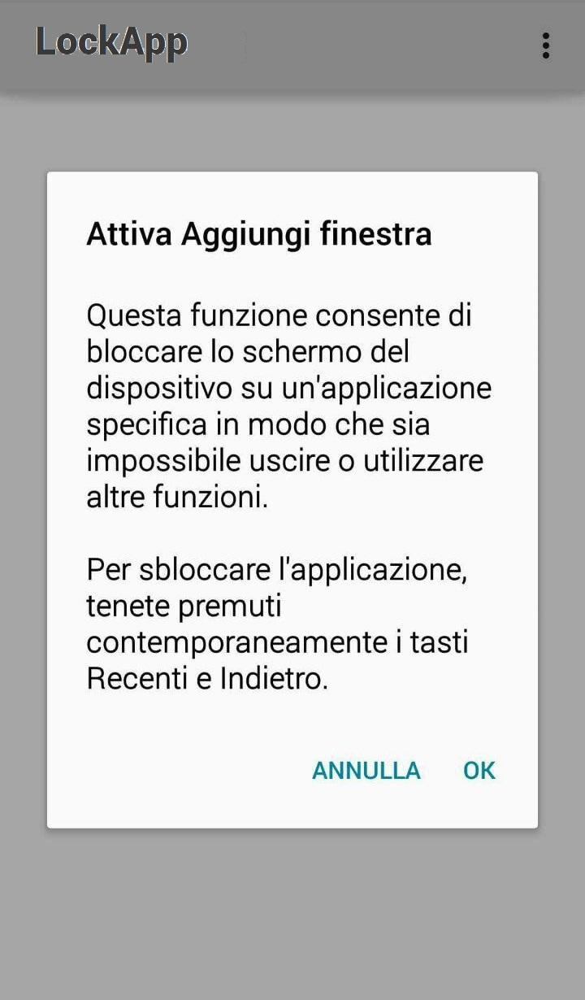 LockApp
Attiva Aggiungi finestra
Questa funzione consente di
bloccare lo schermo del
dispositivo su un'applicazione
specifica in modo che sia
impossibile uscire o utilizzare
altre funzioni.
Per sbloccare l'applicazione,
tenete premuti
contemporaneamente i tasti
Recenti e Indietro.
ANNULLA OK